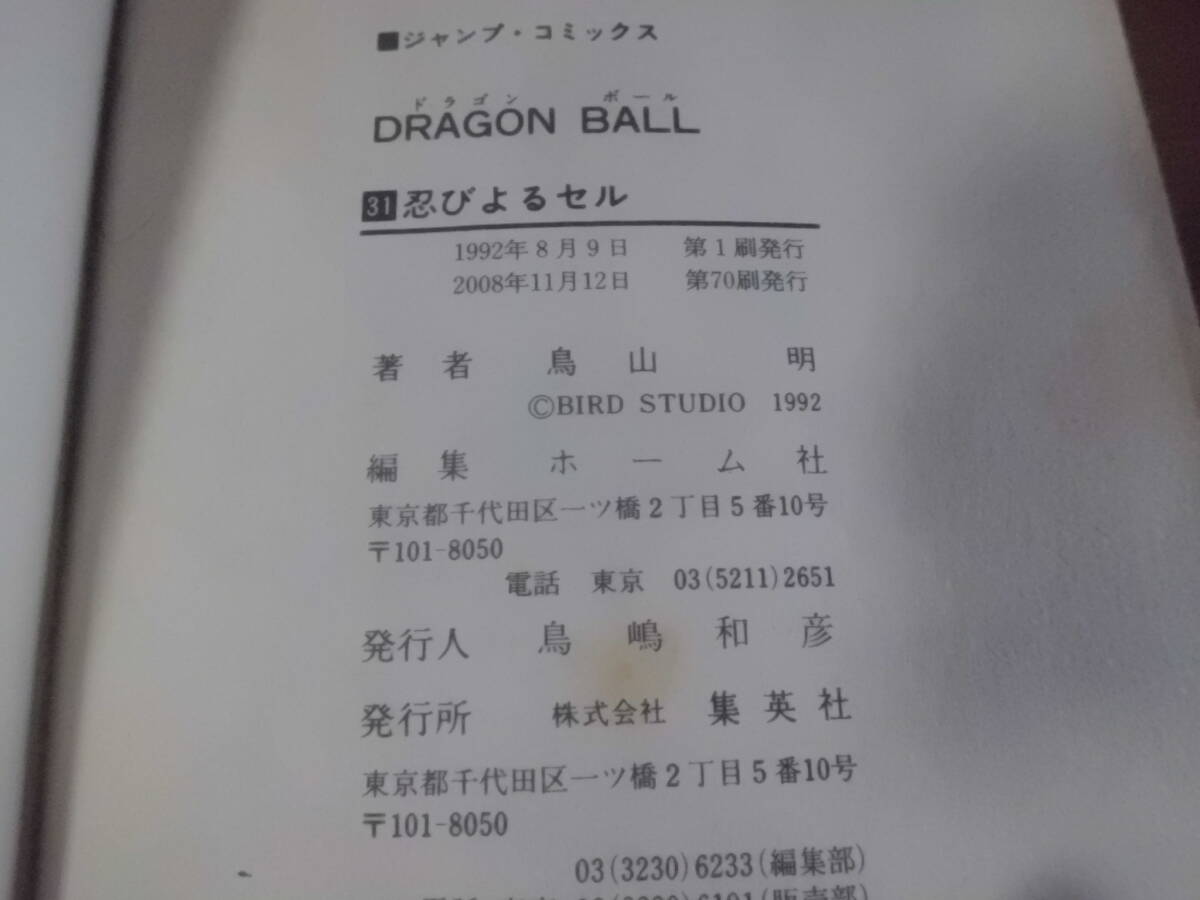 ■ジャンプ・コミックス
ドラゴン ボール
DRAGON BALL
31 忍びよるセル
1992年8月9日 第1刷発行
2008年11月12日 第70刷発行
著者 鳥山 明
©BIRD STUDIO 1992
編集 ホーム社
東京都千代田区一ツ橋2丁目5番10号
〒101-8050
電話 東京 03(5211)2651
発行人 鳥嶋和彦
発行所 株式会社 集英社
東京都千代田区一ツ橋2丁目5番10号
〒101-8050
03(3230)6233(編集部)